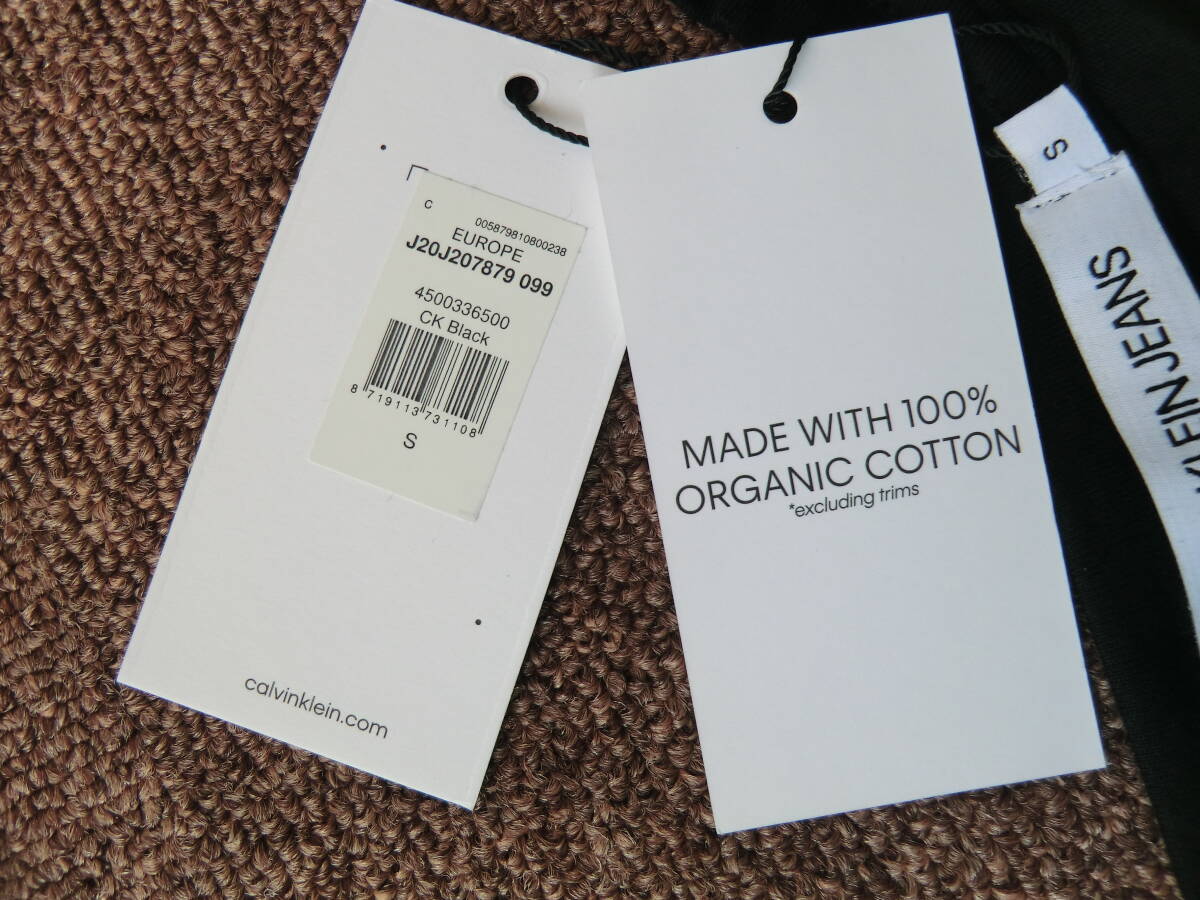 C
005879810800238
EUROPE
J20J207879 099
4500336500
CK Black
8 719113 731108
S
calvinklein.com
MADE WITH 100%
ORGANIC COTTON
*excluding trims
S
KLEIN JEANS